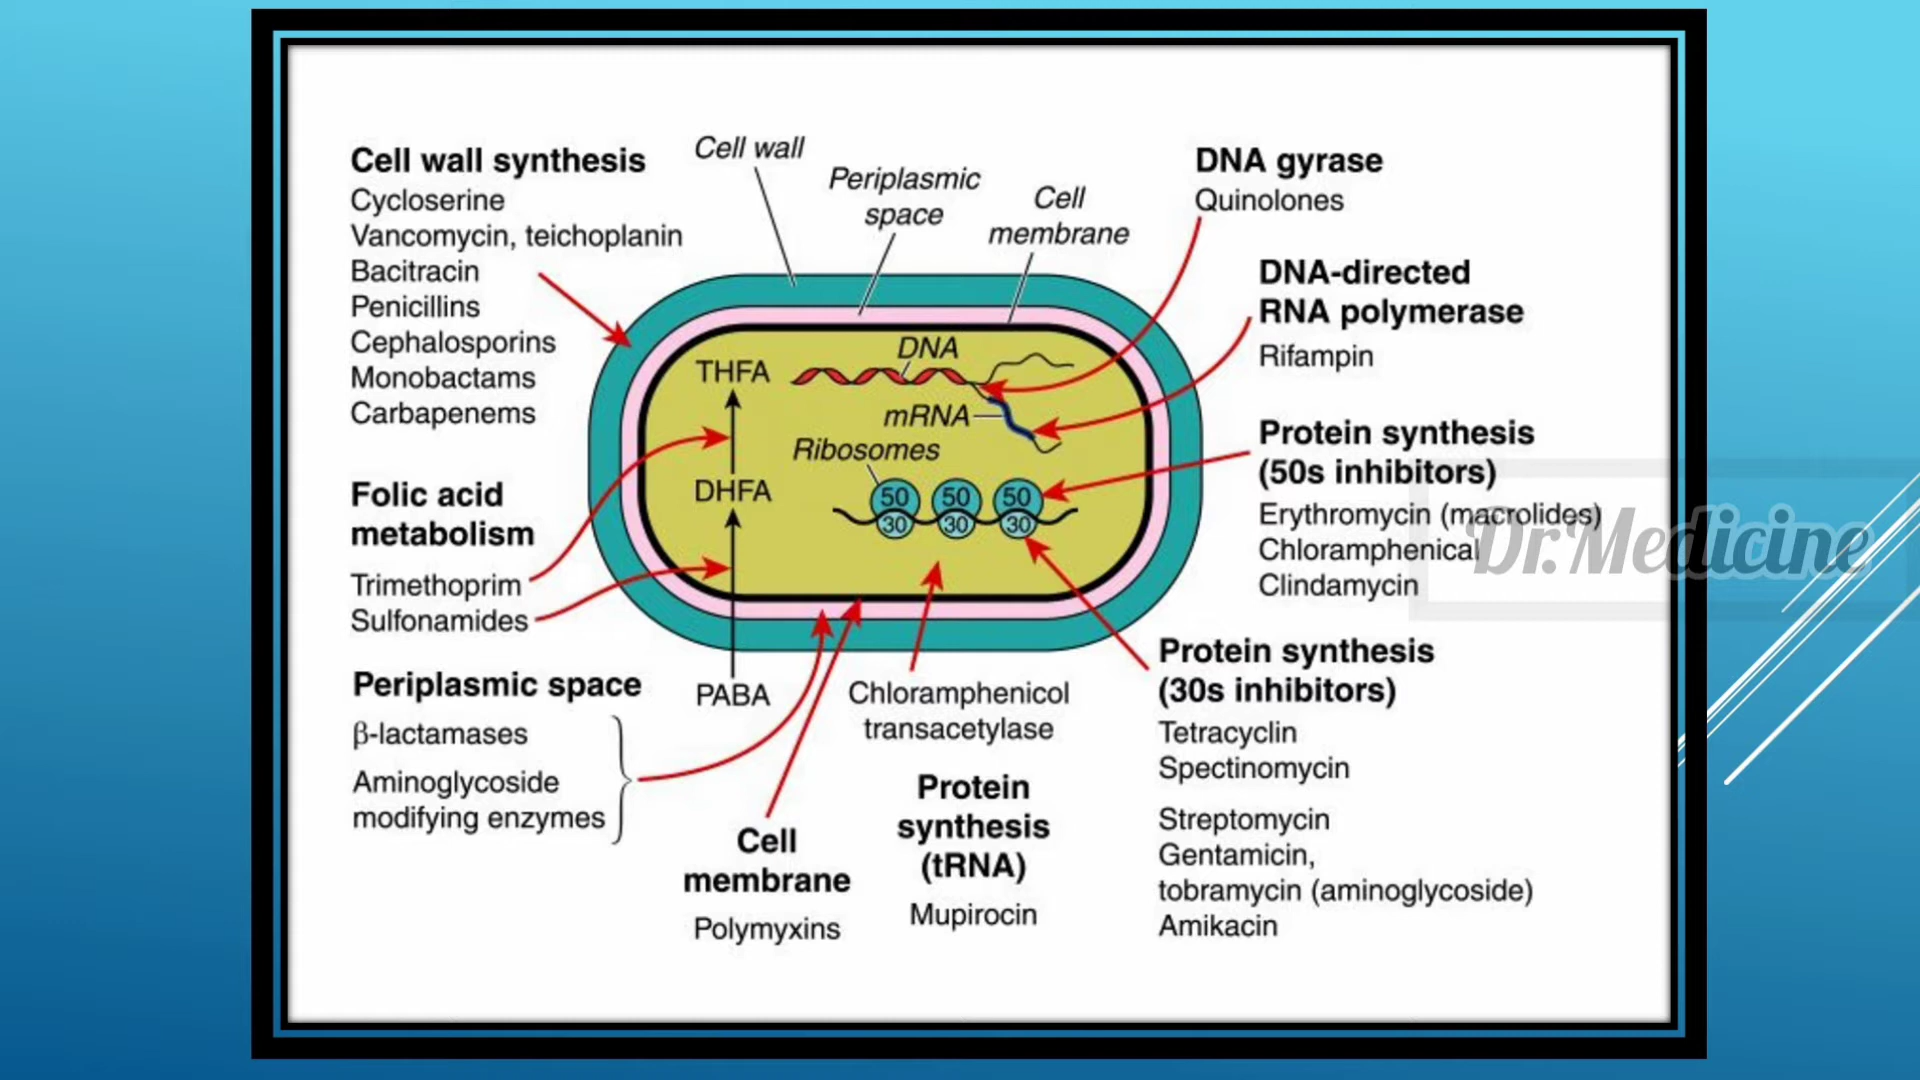 Cell wall synthesis
Cycloserine
Vancomycin, teichoplanin
Bacitracin
Penicillins
Cephalosporins
Monobactams
Carbapenems
Folic acid
metabolism
Trimethoprim
Sulfonamides
Periplasmic space
β-lactamases
Aminoglycoside
modifying enzymes
Cell wall
Periplasmic
space
Cell
membrane
THFA
DNA
mRNA
Ribosomes
DHFA
50 50 50
30 30 30
PABA
Chloramphenicol
transacetylase
Cell
membrane
Polymyxins
Protein
synthesis
(tRNA)
Mupirocin
DNA gyrase
Quinolones
DNA-directed
RNA polymerase
Rifampin
Protein synthesis
(50s inhibitors)
Erythromycin (macrolides)
Chloramphenical
Clindamycin
Dr.Medicine
Protein synthesis
(30s inhibitors)
Tetracyclin
Spectinomycin
Streptomycin
Gentamicin,
tobramycin (aminoglycoside)
Amikacin